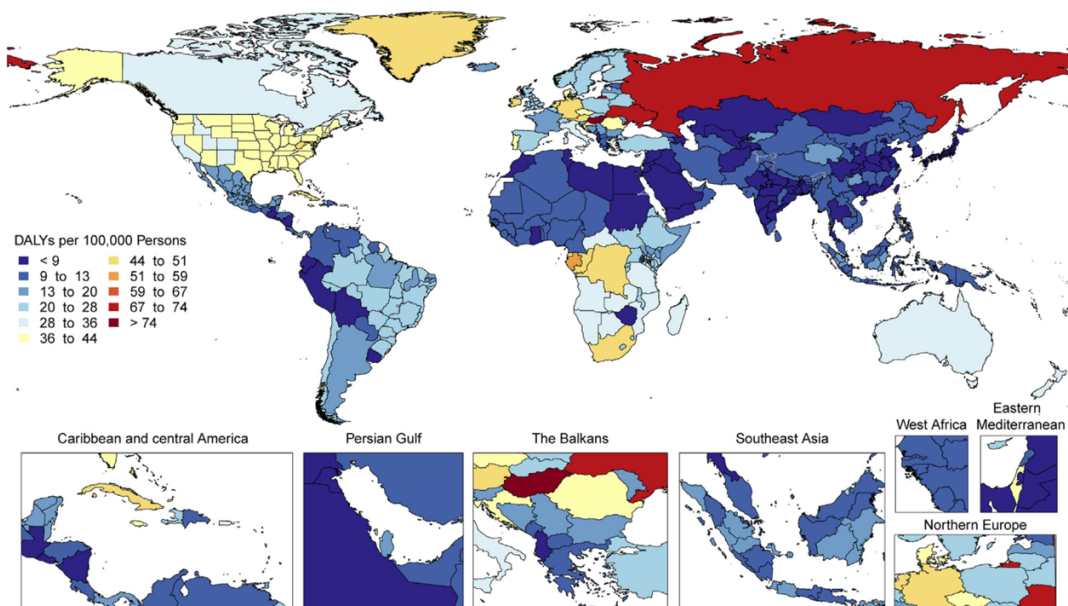 DALYs per 100,000 Persons
< 9
9 to 13
13 to 20
20 to 28
28 to 36
36 to 44
44 to 51
51 to 59
59 to 67
67 to 74
> 74
Caribbean and central America
Persian Gulf
The Balkans
Southeast Asia
West Africa
Eastern
Mediterranean
Northern Europe